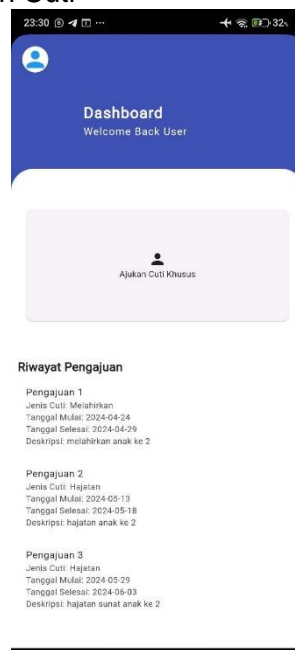 23:30
32
Dashboard
Welcome Back User
Ajukan Cuti Khusus
Riwayat Pengajuan
Pengajuan 1
Jenis Cuti: Melahirkan
Tanggal Mulai: 2024-04-24
Tanggal Selesai: 2024-04-29
Deskripsi: melahirkan anak ke 2
Pengajuan 2
Jenis Cuti: Hajatan
Tanggal Mulai: 2024-05-13
Tanggal Selesai: 2024-05-18
Deskripsi: hajatan anak ke 2
Pengajuan 3
Jenis Cuti: Hajatan
Tanggal Mulai: 2024-05-29
Tanggal Selesai: 2024-06-03
Deskripsi: hajatan sunat anak ke 2